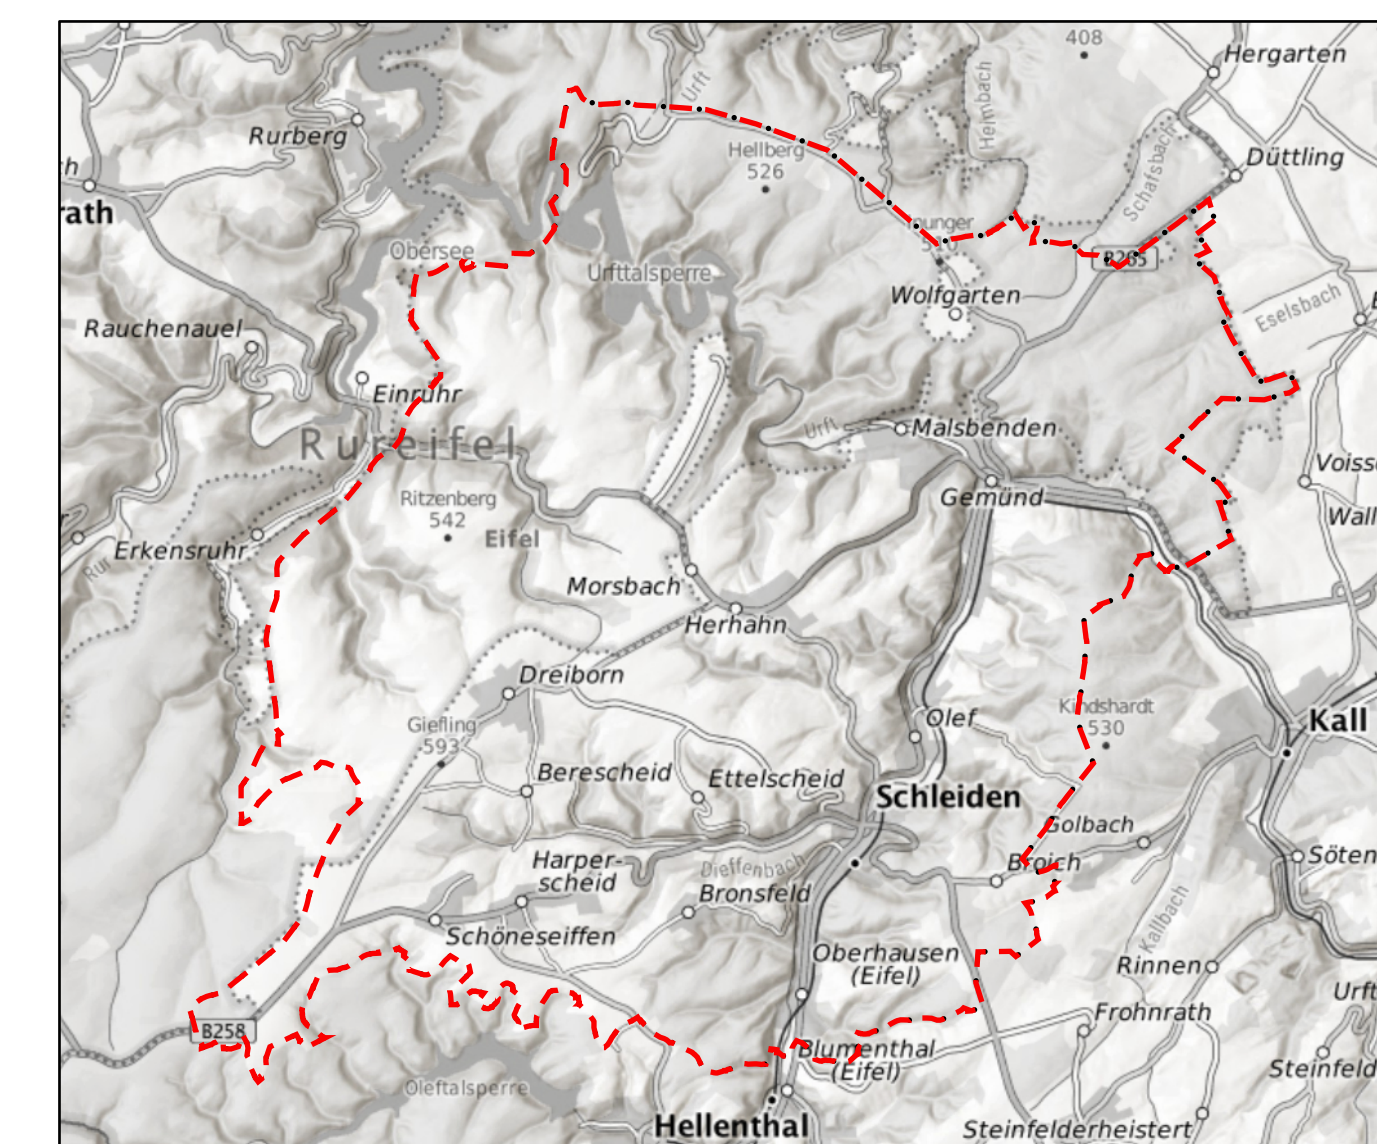 408
Hergarten
Urft
Heimbach
Rurberg
Hellberg
526
Düttling
Schafsbach
rath
Obersee
Urfttalsperre
B265
Wolfgarten
Eselsbach
Rauchenauel
Einruhr
Rureifel
Urft
Malsbenden
Ritzenberg
542
Eifel
Gemünd
Voiss
Wall
Erkensruhr
Rur
Morsbach
Herhahn
Dreiborn
Giefling
593
Olef
Kindshardt
530
Kall
Berescheid
Ettelscheid
Schleiden
Golbach
Harper-
scheid
Dieffenbach
Broich
Söten
Bronsfeld
Kallbach
Schöneseiffen
Oberhausen
(Eifel)
Rinnen
Urft
B258
Frohnrath
Blumenthal
(Eifel)
Steinfeld
Oleftalsperre
Hellenthal
Steinfelderheistert